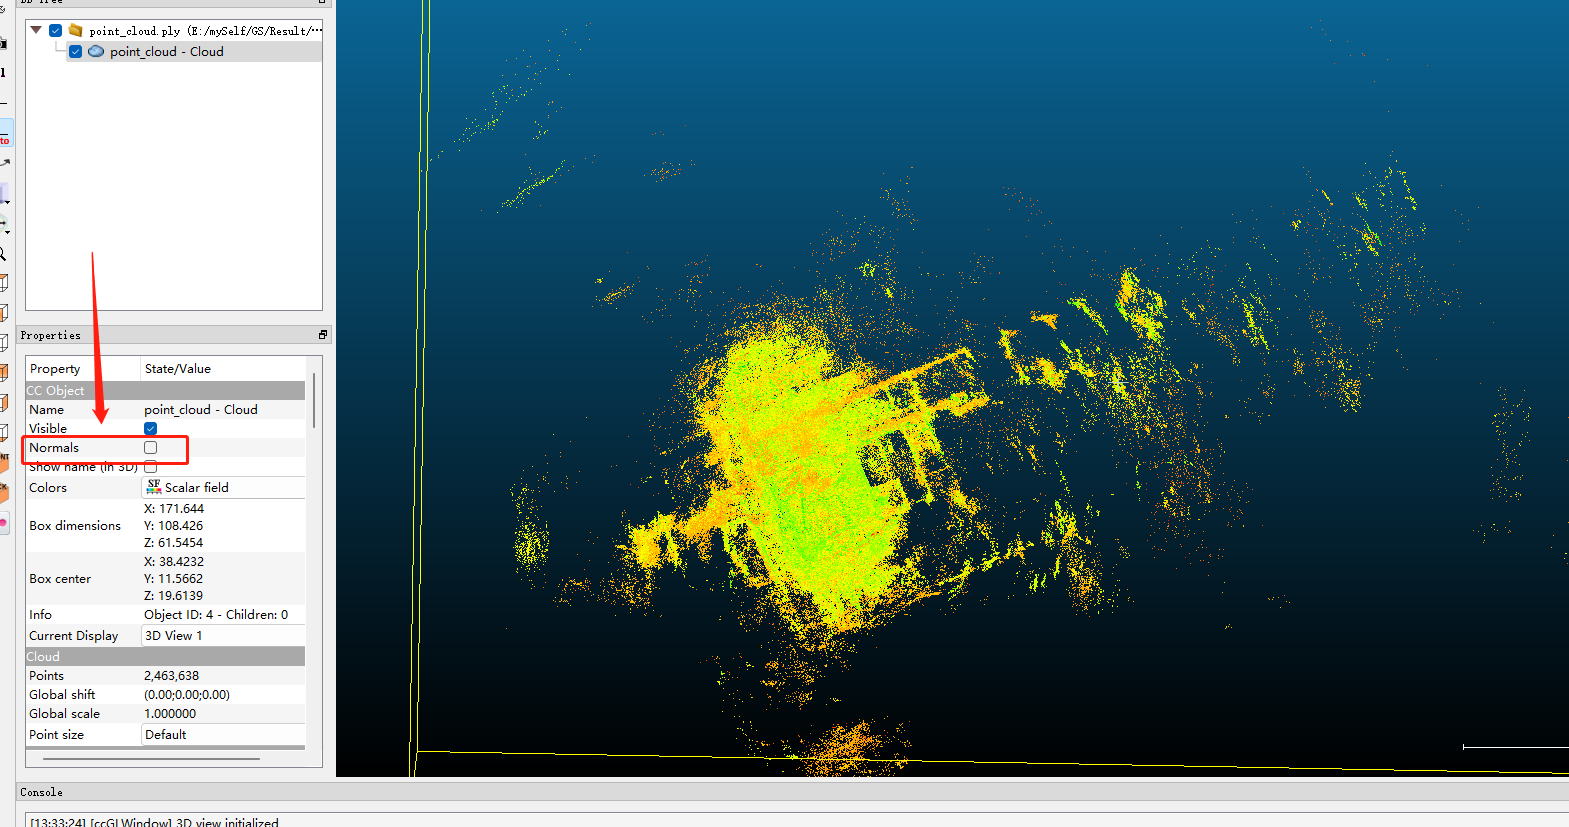 DB Tree
point_cloud.ply (E:/mySelf/GS/Result/···
point_cloud - Cloud
Properties
Property State/Value
CC Object
Name point_cloud - Cloud
Visible
Normals
Show name (in 3D)
Colors SF Scalar field
Box dimensions X: 171.644
Y: 108.426
Z: 61.5454
Box center X: 38.4232
Y: 11.5662
Z: 19.6139
Info Object ID: 4 - Children: 0
Current Display 3D View 1
Cloud
Points 2,463,638
Global shift (0.00;0.00;0.00)
Global scale 1.000000
Point size Default
Console
[13:33:24] [ccGLWindow] 3D view initialized